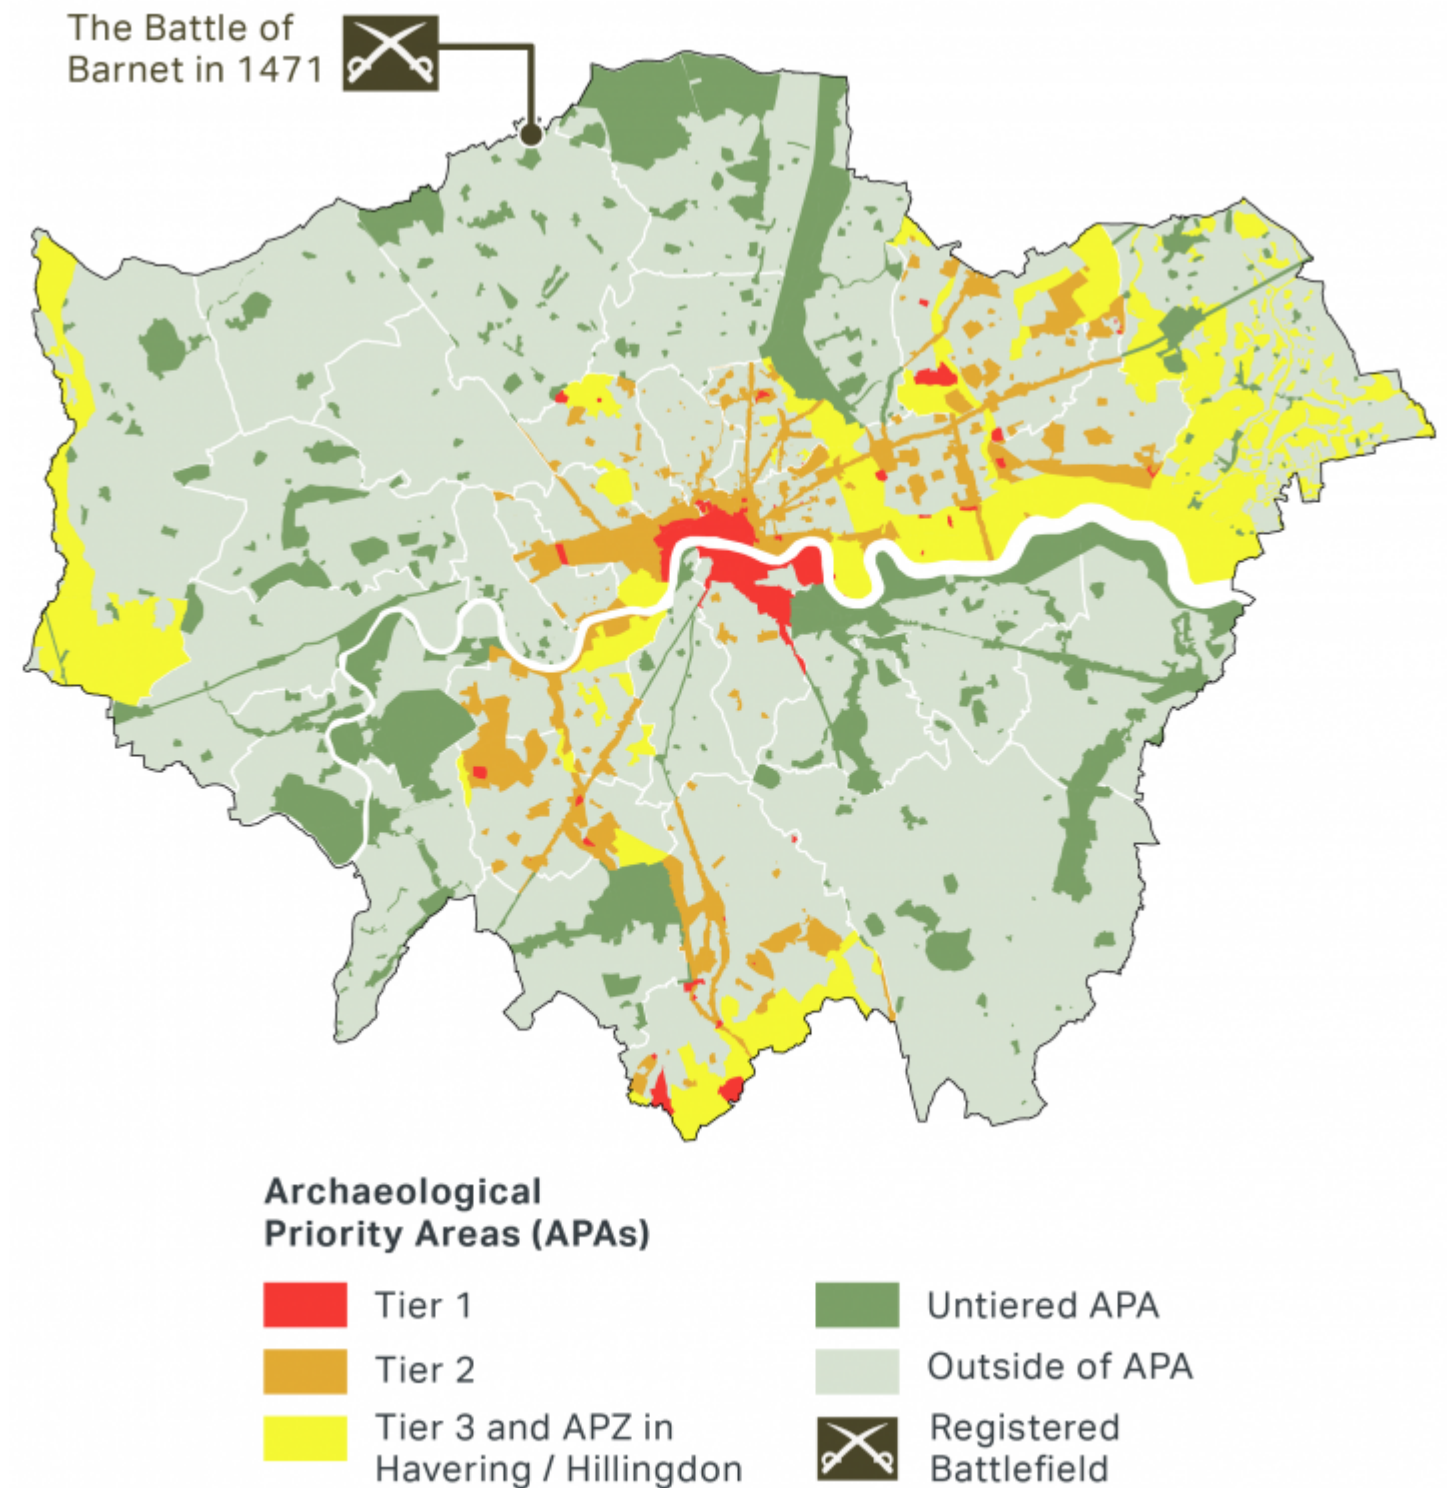 The Battle of
Barnet in 1471
Archaeological
Priority Areas (APAs)
Tier 1
Tier 2
Tier 3 and APZ in
Havering / Hillingdon
Untiered APA
Outside of APA
Registered
Battlefield